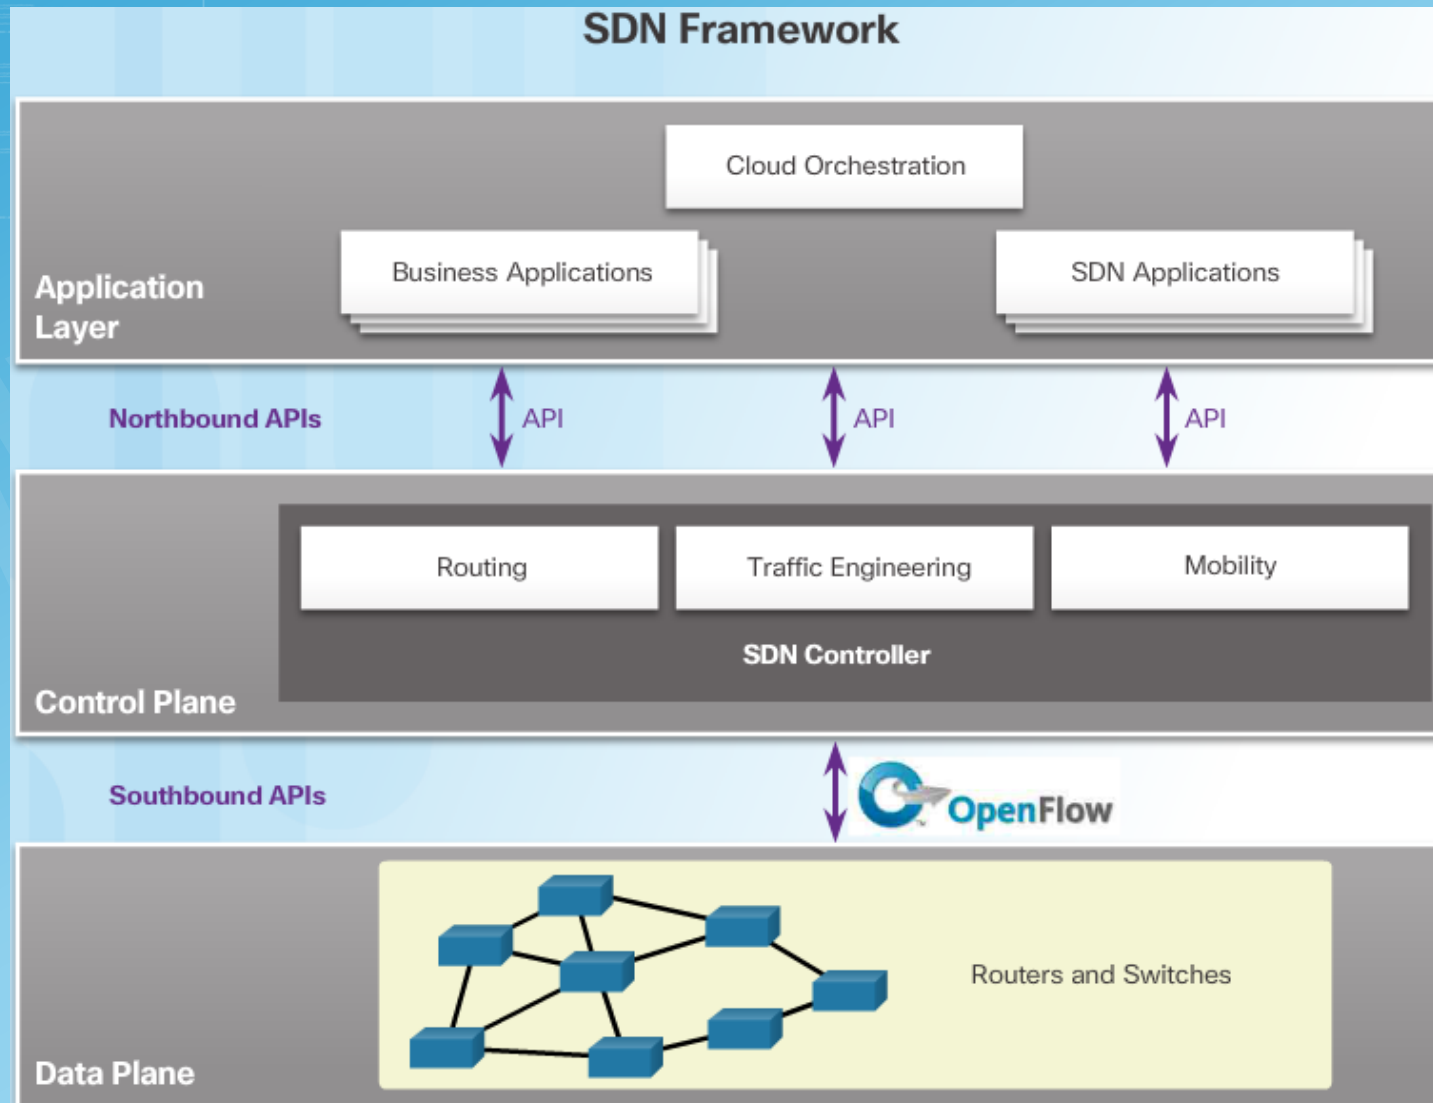 SDN Framework
Cloud Orchestration
Business Applications
SDN Applications
Application
Layer
Northbound APIs
API
API
API
Routing
Traffic Engineering
Mobility
SDN Controller
Control Plane
Southbound APIs
OpenFlow
Routers and Switches
Data Plane